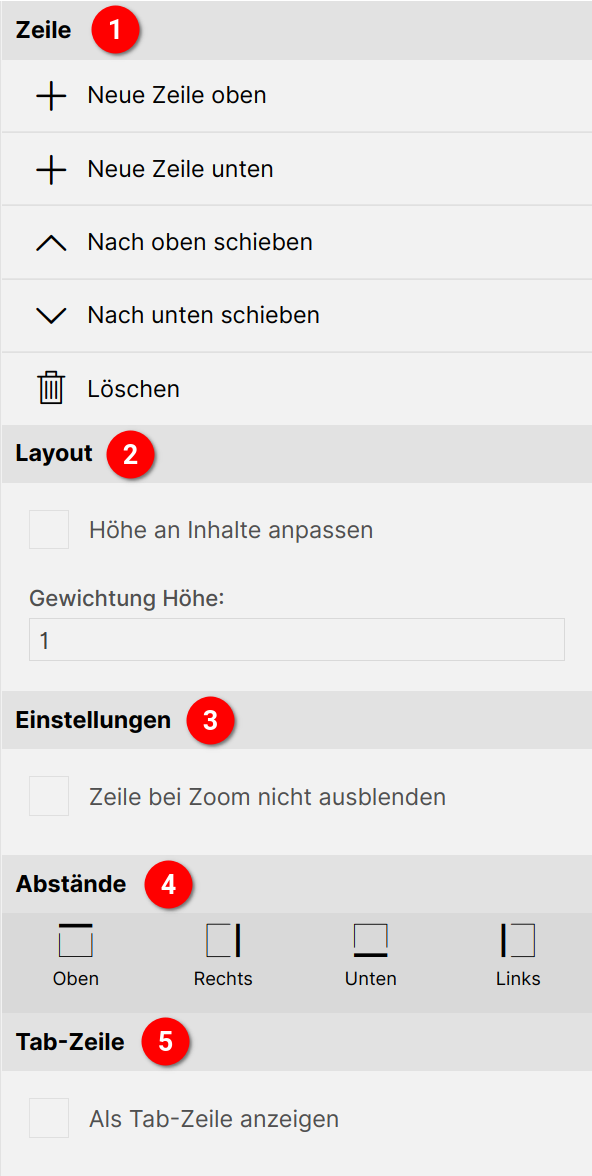 Zeile 1
Neue Zeile oben
Neue Zeile unten
Nach oben schieben
Nach unten schieben
Löschen
Layout 2
Höhe an Inhalte anpassen
Gewichtung Höhe:
1
Einstellungen 3
Zeile bei Zoom nicht ausblenden
Abstände 4
Oben Rechts Unten Links
Tab-Zeile 5
Als Tab-Zeile anzeigen